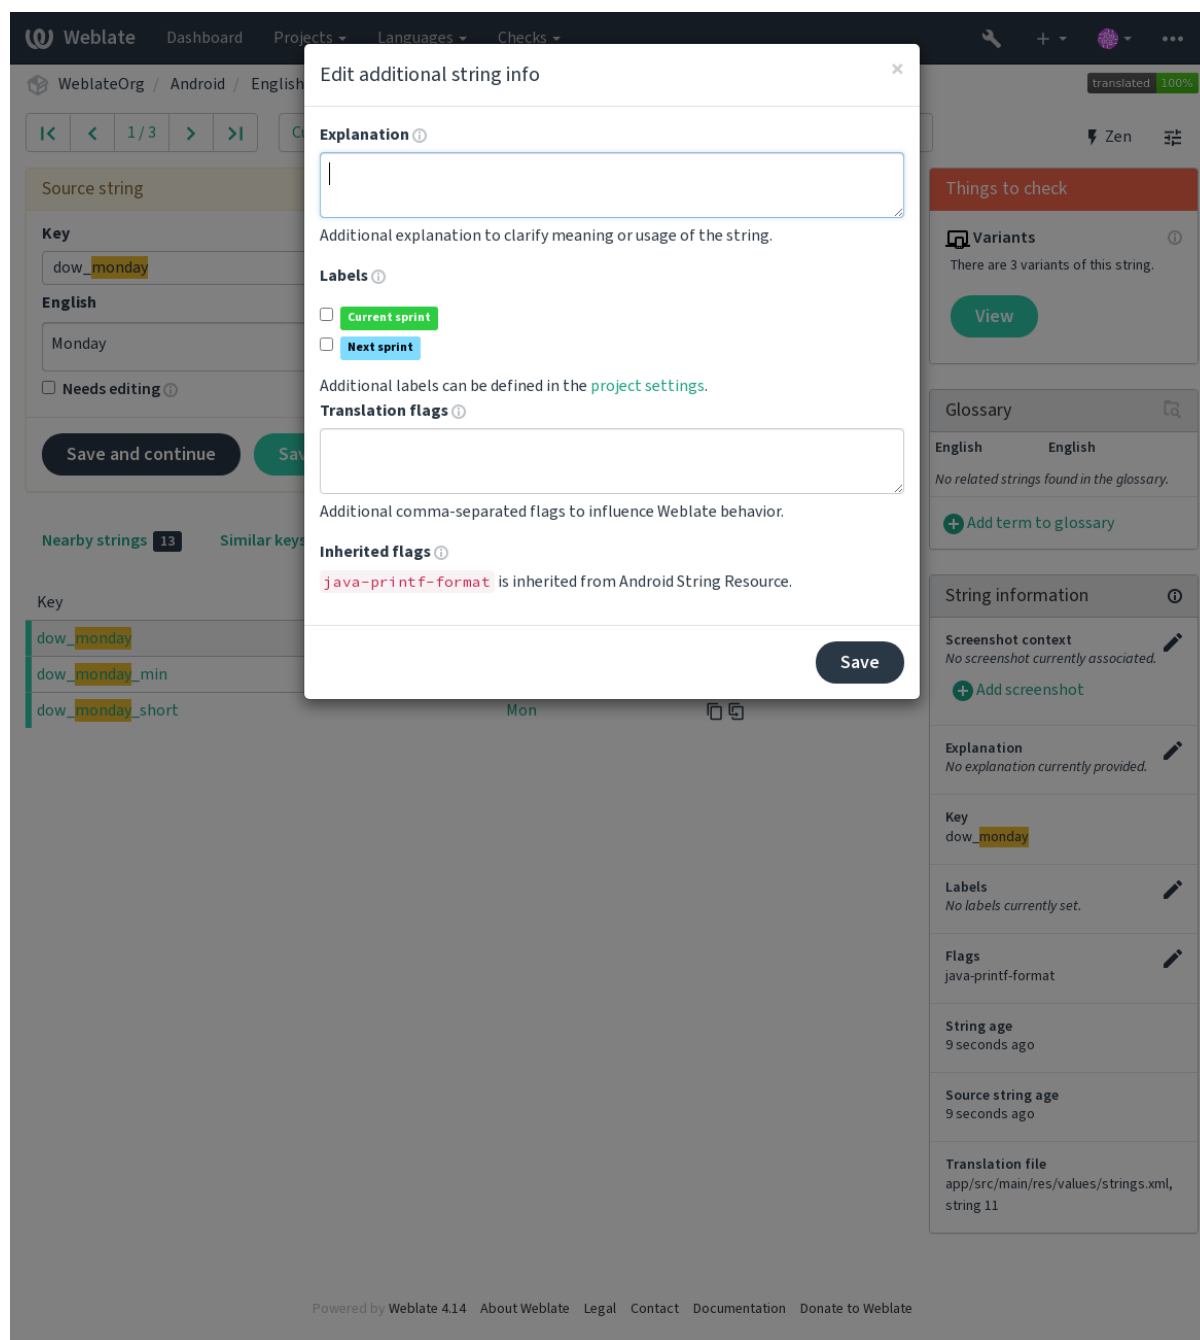 Weblate Dashboard Projects Languages Checks
WeblateOrg / Android / English
translated 100%
1 / 3
Zen
Edit additional string info
×
Explanation
Additional explanation to clarify meaning or usage of the string.
Labels
Current sprint
Next sprint
Additional labels can be defined in the project settings.
Translation flags
Additional comma-separated flags to influence Weblate behavior.
Inherited flags
java-printf-format is inherited from Android String Resource.
Save
Source string
Key
dow_monday
English
Monday
Needs editing
Save and continue
Nearby strings 13 Similar keys
Key
dow_monday
dow_monday_min
dow_monday_short Mon
Things to check
Variants
There are 3 variants of this string.
View
Glossary
English English
No related strings found in the glossary.
Add term to glossary
String information
Screenshot context
No screenshot currently associated.
Add screenshot
Explanation
No explanation currently provided.
Key
dow_monday
Labels
No labels currently set.
Flags
java-printf-format
String age
9 seconds ago
Source string age
9 seconds ago
Translation file
app/src/main/res/values/strings.xml,
string 11
Powered by Weblate 4.14 About Weblate Legal Contact Documentation Donate to Weblate